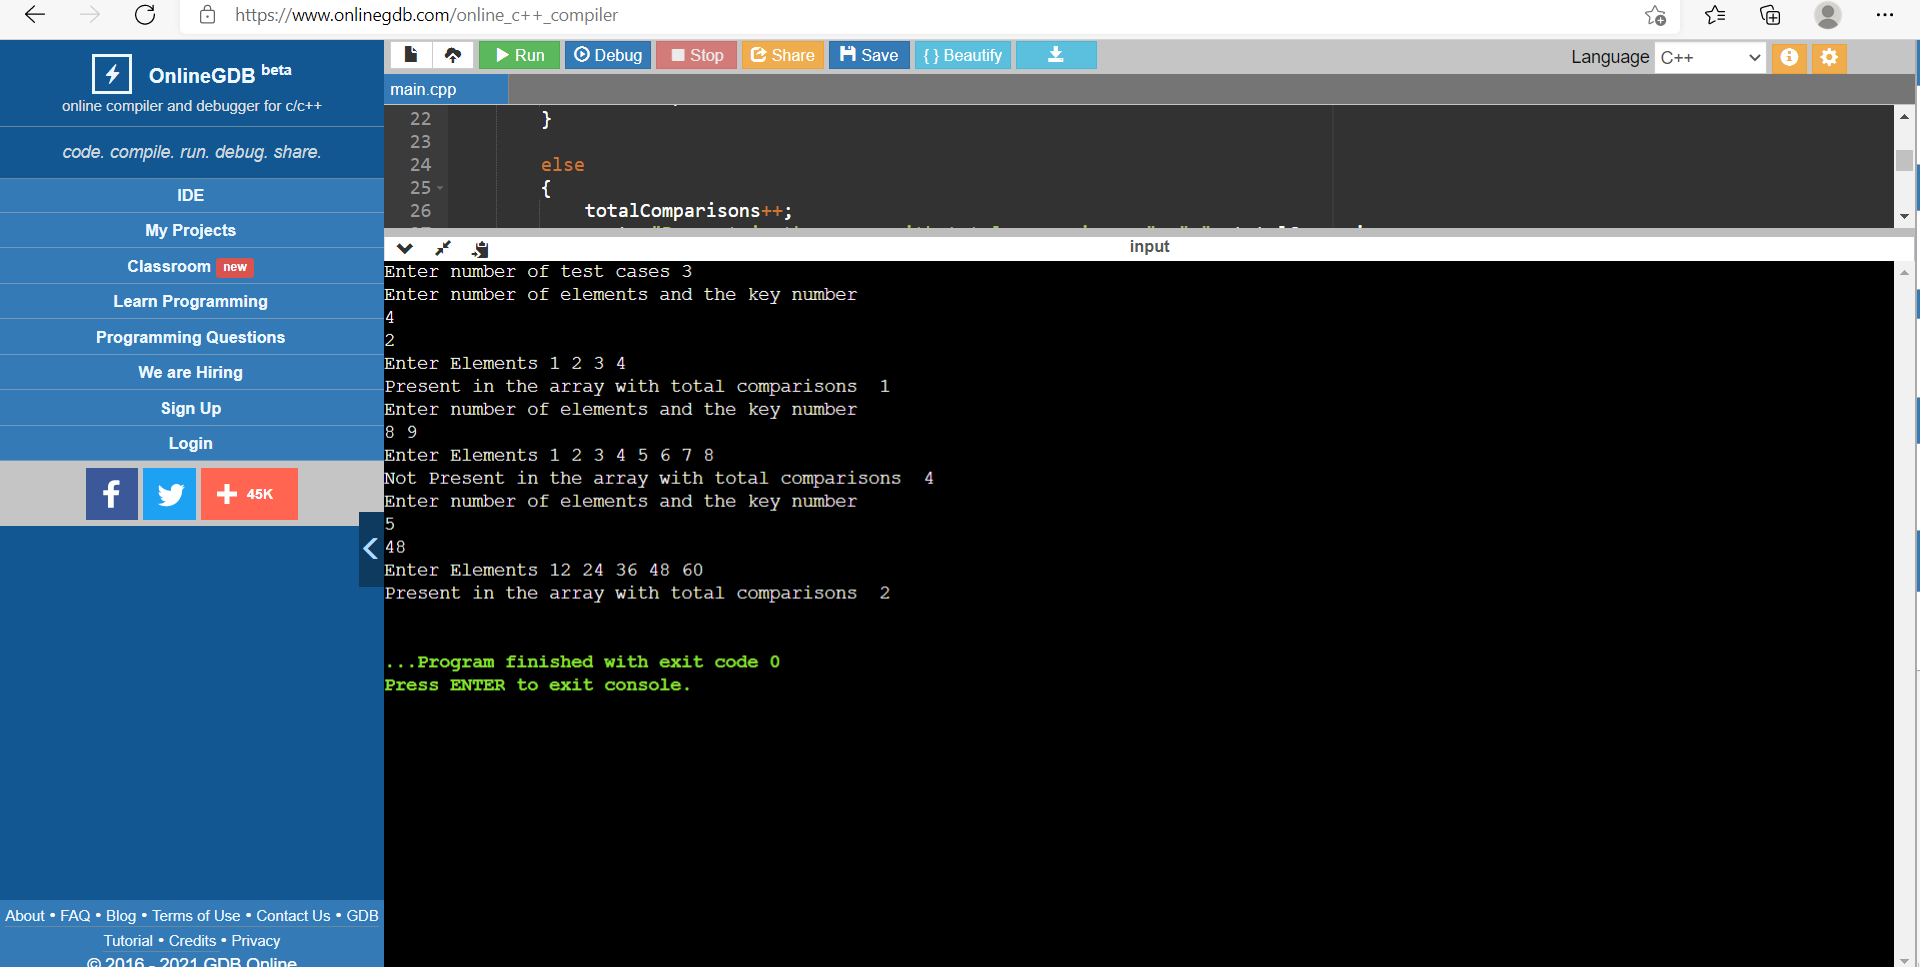 https://www.onlinegdb.com/online_c++_compiler
OnlineGDB beta
online compiler and debugger for c/c++
code. compile. run. debug. share.
IDE
My Projects
Classroom new
Learn Programming
Programming Questions
We are Hiring
Sign Up
Login
f
45K
About • FAQ • Blog • Terms of Use • Contact Us • GDB
Tutorial • Credits • Privacy
© 2016 - 2021 GDB Online
Run Debug Stop Share Save { } Beautify
Language C++
main.cpp
22 }
23
24 else
25 {
26 totalComparisons++;
input
Enter number of test cases 3
Enter number of elements and the key number
4
2
Enter Elements 1 2 3 4
Present in the array with total comparisons 1
Enter number of elements and the key number
8 9
Enter Elements 1 2 3 4 5 6 7 8
Not Present in the array with total comparisons 4
Enter number of elements and the key number
5
48
Enter Elements 12 24 36 48 60
Present in the array with total comparisons 2
...Program finished with exit code 0
Press ENTER to exit console.